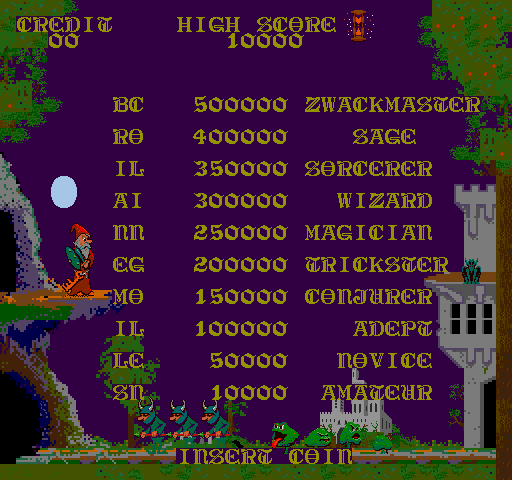 CREDIT HIGH SCORE
00 10000
BC 500000 ZWACKMASTER
RO 400000 SAGE
IL 350000 SORCERER
AI 300000 WIZARD
NN 250000 MAGICIAN
EG 200000 TRICKSTER
MO 150000 CONJURER
IL 100000 ADEPT
LE 50000 NOVICE
SN 10000 AMATEUR
INSERT COIN